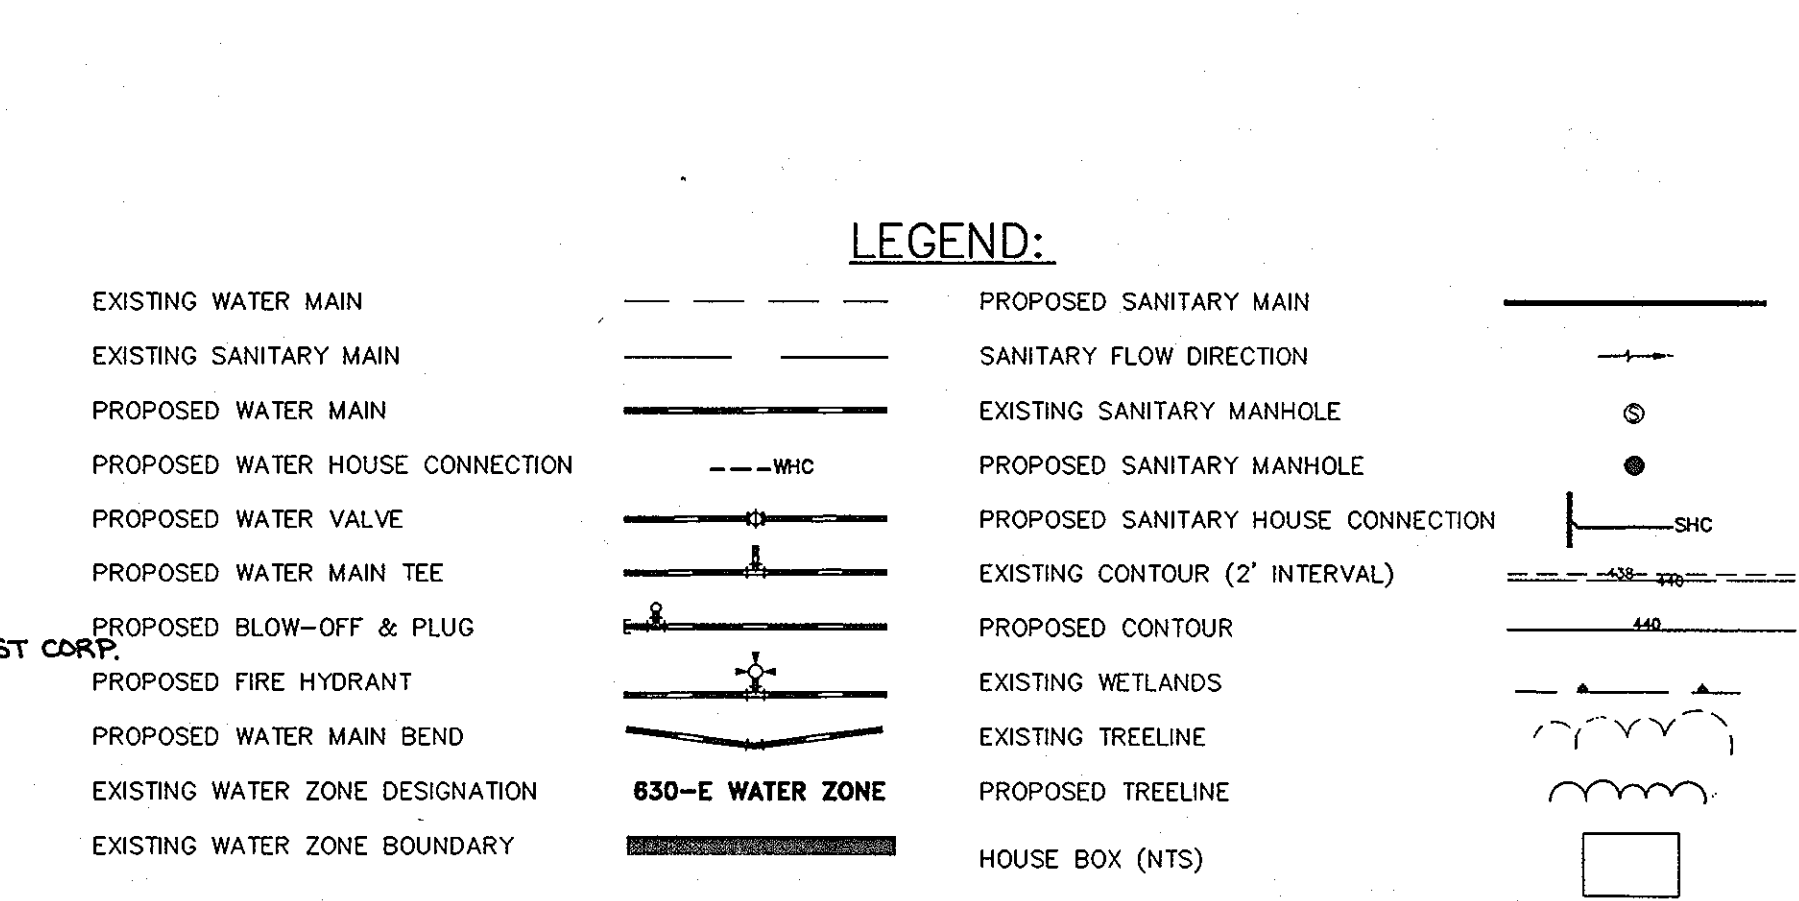 LEGEND:
EXISTING WATER MAIN
EXISTING SANITARY MAIN
PROPOSED WATER MAIN
PROPOSED WATER HOUSE CONNECTION WHC
PROPOSED WATER VALVE
PROPOSED WATER MAIN TEE
PROPOSED BLOW-OFF & PLUG
CORP.
PROPOSED FIRE HYDRANT
PROPOSED WATER MAIN BEND
EXISTING WATER ZONE DESIGNATION 630-E WATER ZONE
EXISTING WATER ZONE BOUNDARY
PROPOSED SANITARY MAIN
SANITARY FLOW DIRECTION
EXISTING SANITARY MANHOLE S
PROPOSED SANITARY MANHOLE
PROPOSED SANITARY HOUSE CONNECTION SHC
EXISTING CONTOUR (2' INTERVAL) 438 440
PROPOSED CONTOUR 440
EXISTING WETLANDS
EXISTING TREELINE
PROPOSED TREELINE
HOUSE BOX (NTS)